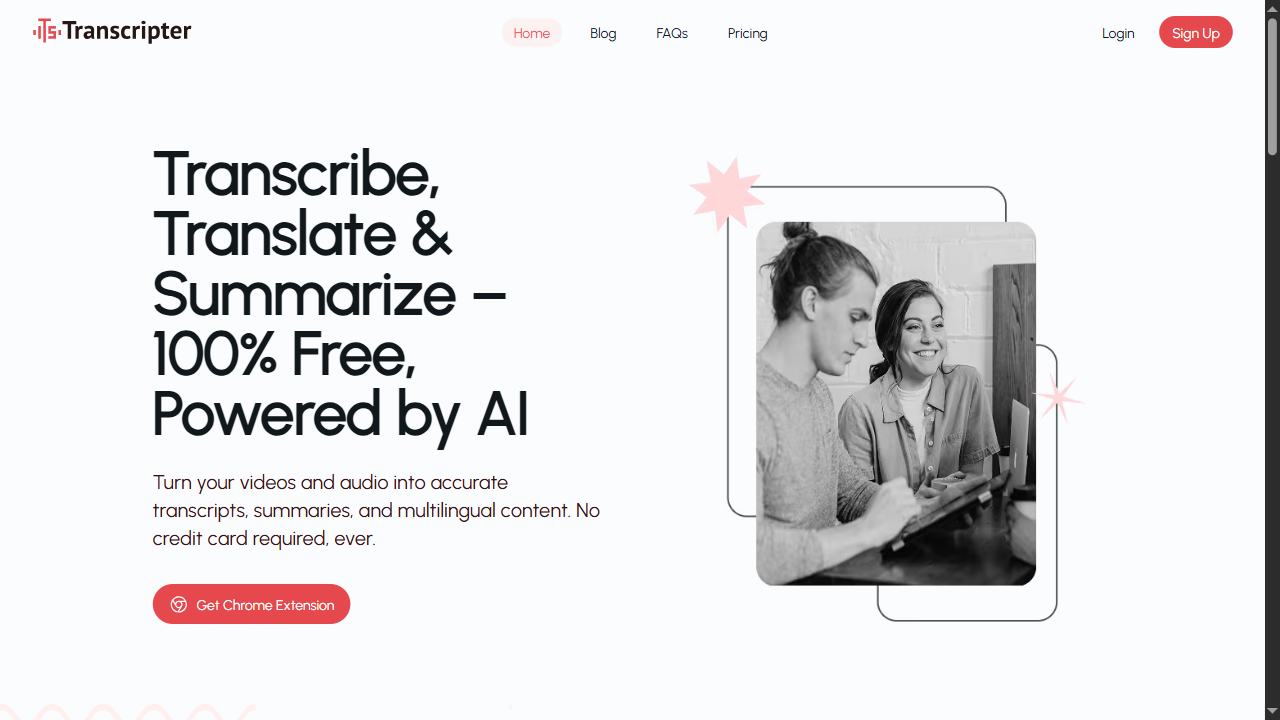 Transcripter
Home
Blog
FAQs
Pricing
Login
Sign Up
Transcribe,
Translate &
Summarize –
100% Free,
Powered by AI
Turn your videos and audio into accurate
transcripts, summaries, and multilingual content. No
credit card required, ever.
Get Chrome Extension